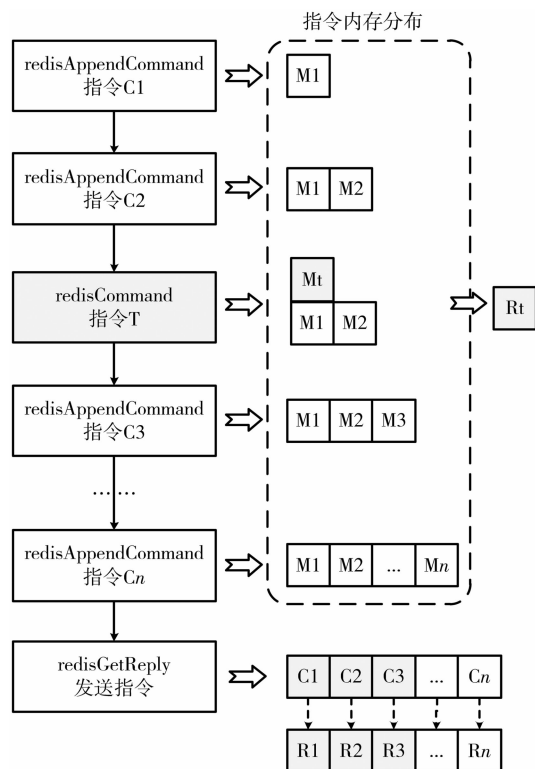 指令内存分布
redisAppendCommand
指令C1
M1
redisAppendCommand
指令C2
M1 M2
redisCommand
指令T
Mt
M1 M2
Rt
redisAppendCommand
指令C3
M1 M2 M3
……
redisAppendCommand
指令Cn
M1 M2 ... Mn
redisGetReply
发送指令
C1 C2 C3 ... Cn
R1 R2 R3 ... Rn